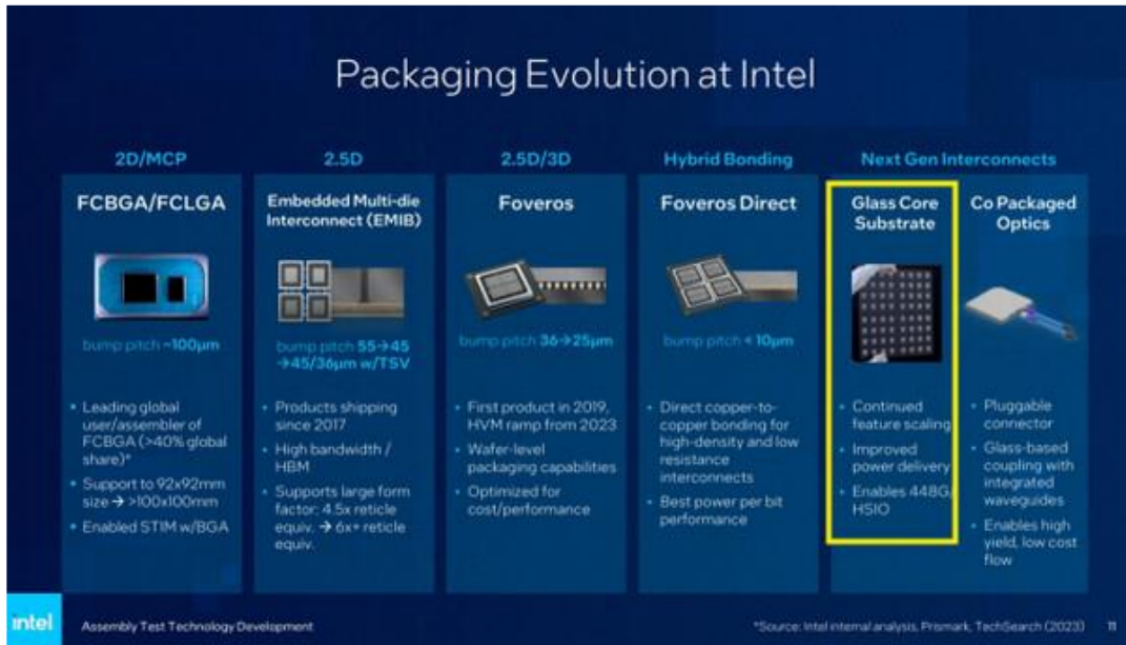 Packaging Evolution at Intel
2D/MCP
FCBGA/FCLGA
bump pitch ~100μm
• Leading global
user/assembler of
FCBGA (>40% global
share)*
• Support to 92x92mm
size → >100x100mm
• Enabled STIM w/BGA
2.5D
Embedded Multi-die
Interconnect (EMIB)
bump pitch 55→45
→45/36μm w/TSV
• Products shipping
since 2017
• High bandwidth /
HBM
• Supports large form
factor: 4.5x reticle
equiv. → 6x+ reticle
equiv.
2.5D/3D
Foveros
bump pitch 36→25μm
• First product in 2019,
HVM ramp from 2023
• Wafer-level
packaging capabilities
• Optimized for
cost/performance
Hybrid Bonding
Foveros Direct
bump pitch < 10μm
• Direct copper-to-
copper bonding for
high-density and low
resistance
interconnects
• Best power per bit
performance
Next Gen Interconnects
Glass Core
Substrate
• Continued
feature scaling
• Improved
power delivery
• Enables 448G
HSIO
Co Packaged
Optics
• Pluggable
connector
• Glass-based
coupling with
integrated
waveguides
• Enables high
yield, low cost
flow
intel
Assembly Test Technology Development
*Source: Intel internal analysis, Prismark, TechSearch (2023)
11